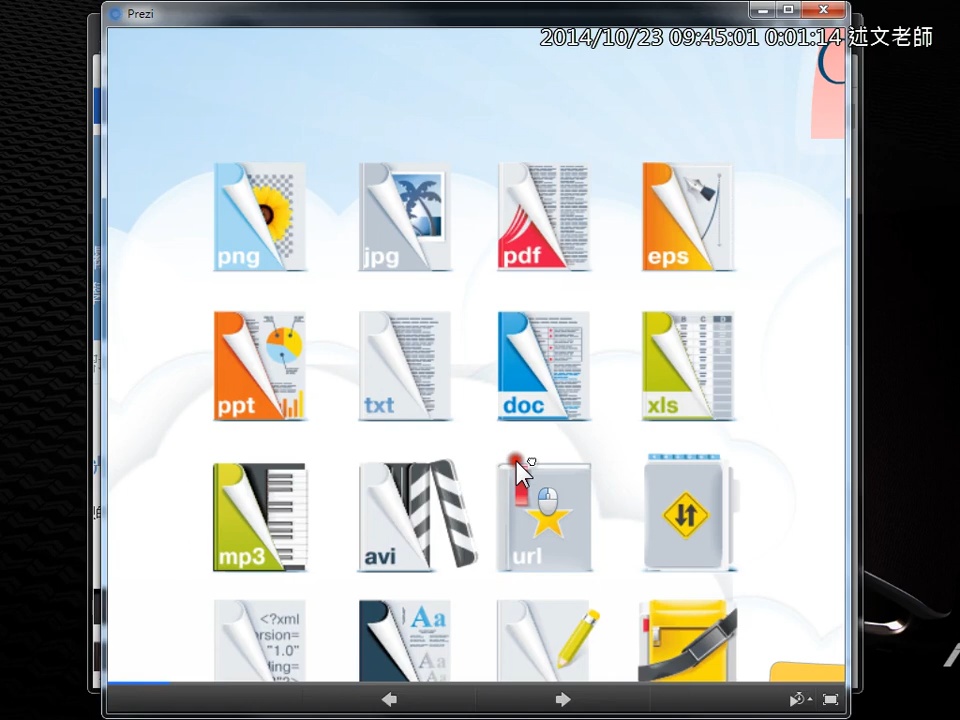 Prezi
2014/10/23 09:45:01 0:01:14 述文老師
png
jpg
pdf
eps
ppt
txt
doc
B C D
xls
mp3
avi
url
<?xml
ersion=
"1.0"
ding=
Aa
Aa